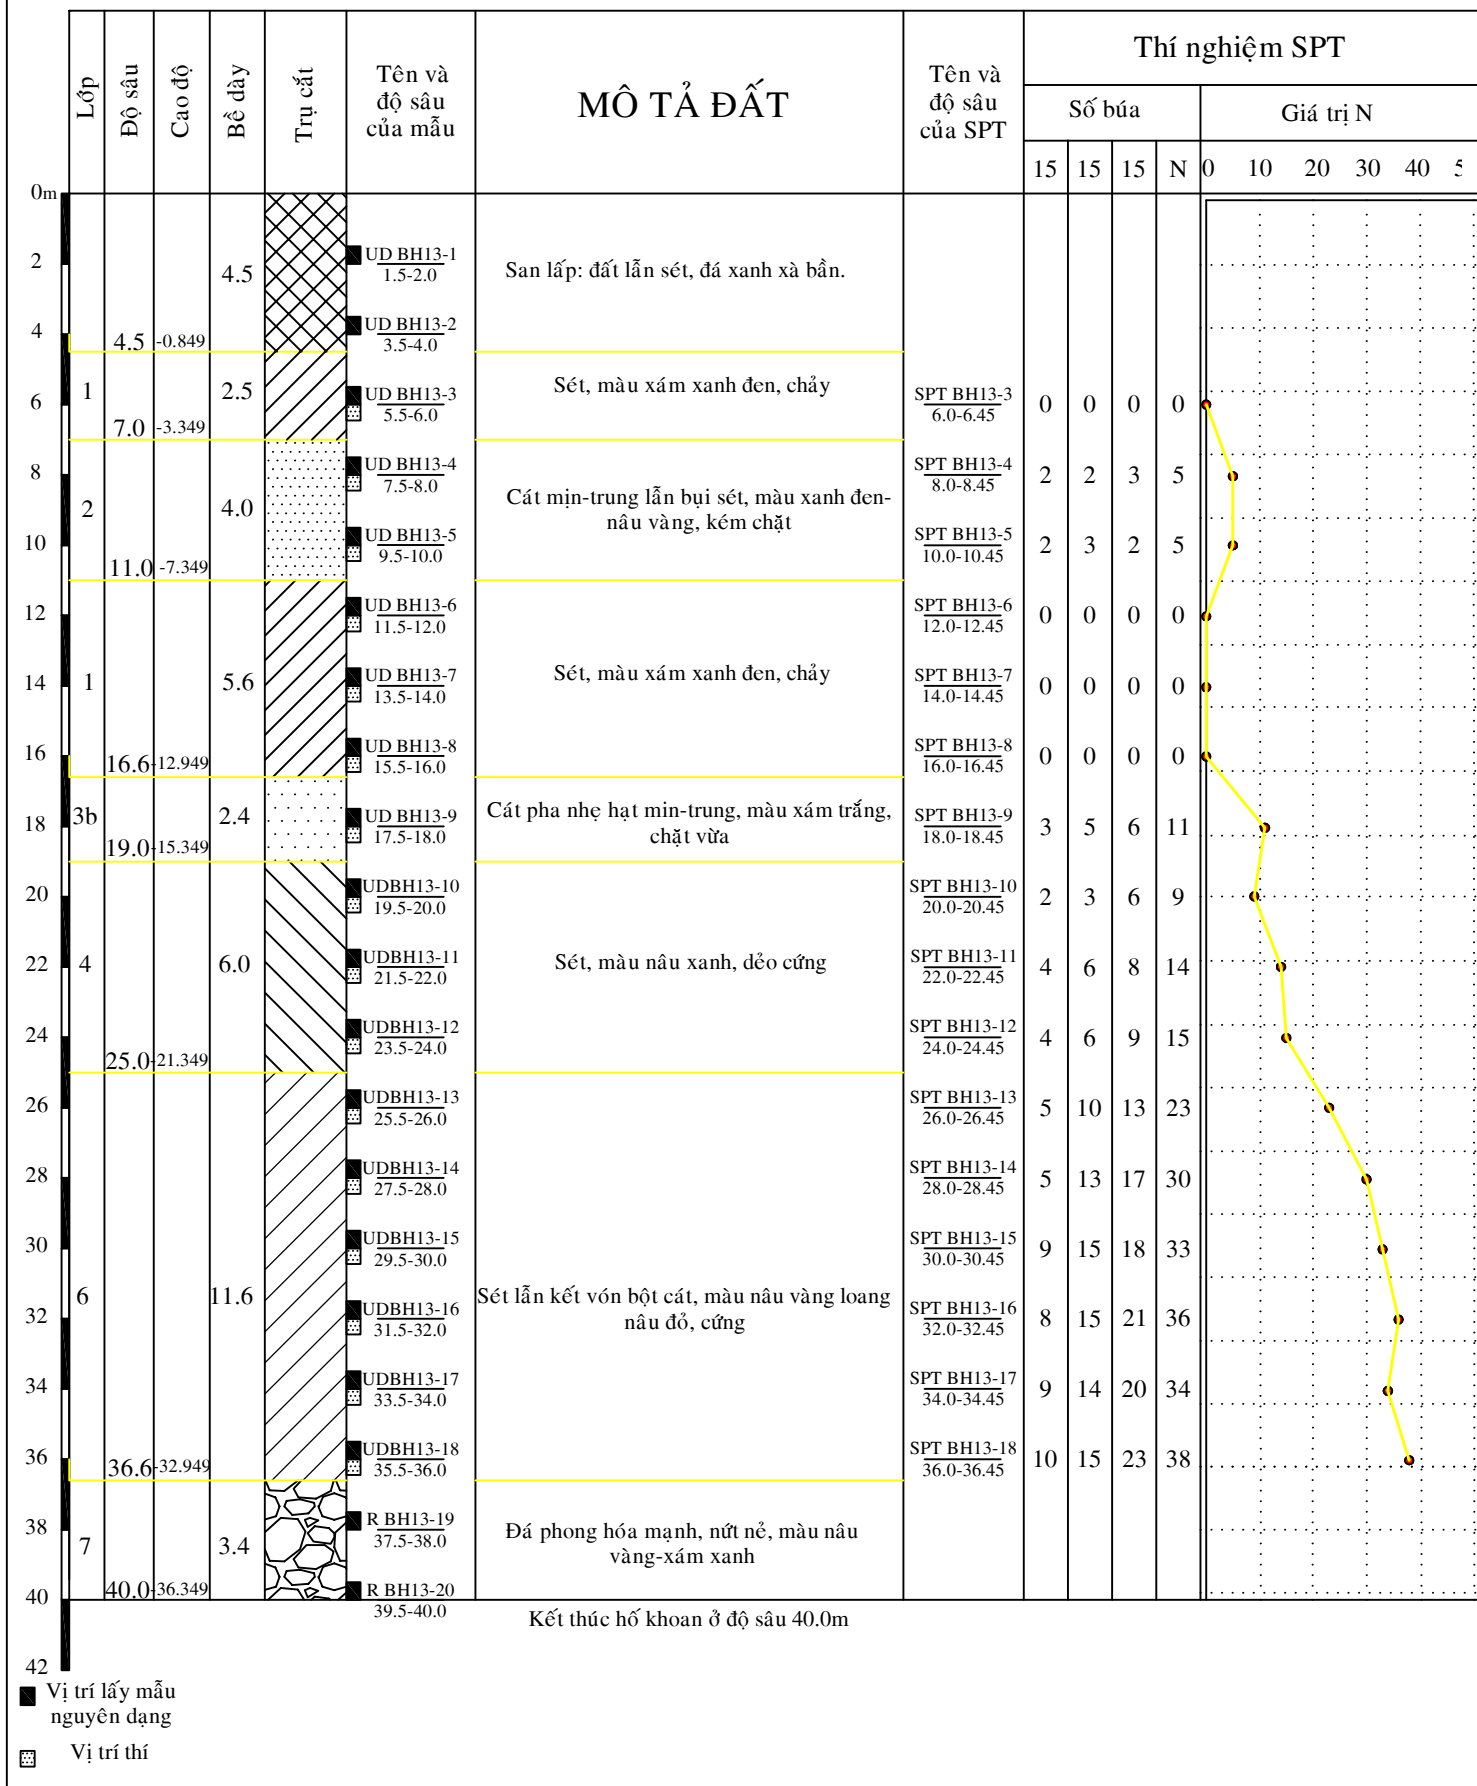 Lớp
Độ sâu
Cao độ
Bề dày
Trụ cắt
Tên và
độ sâu
của mẫu
MÔ TẢ ĐẤT
Tên và
độ sâu
của SPT
Thí nghiệm SPT
Số búa
Giá trị N
15 15 15 N 0 10 20 30 40 5
0m
UD BH13-1
2 4.5 1.5-2.0 San lấp: đất lẫn sét, đá xanh xà bần.
UD BH13-2
4 4.5 -0.849 3.5-4.0
1 2.5 UD BH13-3 Sét, màu xám xanh đen, chảy SPT BH13-3
6 7.0 -3.349 5.5-6.0 6.0-6.45 0 0 0 0
UD BH13-4 SPT BH13-4
8 7.5-8.0 8.0-8.45 2 2 3 5
2 4.0 Cát mịn-trung lẫn bụi sét, màu xanh đen-
nâu vàng, kém chặt
UD BH13-5 SPT BH13-5
10 11.0 -7.349 9.5-10.0 10.0-10.45 2 3 2 5
UD BH13-6 SPT BH13-6
12 11.5-12.0 12.0-12.45 0 0 0 0
UD BH13-7 Sét, màu xám xanh đen, chảy SPT BH13-7
14 1 5.6 13.5-14.0 14.0-14.45 0 0 0 0
UD BH13-8 SPT BH13-8
16 16.6 -12.949 15.5-16.0 16.0-16.45 0 0 0 0
3b 2.4 UD BH13-9 Cát pha nhẹ hạt min-trung, màu xám trắng, SPT BH13-9
18 19.0 -15.349 17.5-18.0 chặt vừa 18.0-18.45 3 5 6 11
UDBH13-10 SPT BH13-10
20 19.5-20.0 20.0-20.45 2 3 6 9
UDBH13-11 SPT BH13-11
22 4 6.0 21.5-22.0 Sét, màu nâu xanh, dẻo cứng 22.0-22.45 4 6 8 14
UDBH13-12 SPT BH13-12
24 25.0 -21.349 23.5-24.0 24.0-24.45 4 6 9 15
UDBH13-13 SPT BH13-13
26 25.5-26.0 26.0-26.45 5 10 13 23
UDBH13-14 SPT BH13-14
28 27.5-28.0 28.0-28.45 5 13 17 30
UDBH13-15 SPT BH13-15
30 29.5-30.0 30.0-30.45 9 15 18 33
6 11.6 Sét lẫn kết vón bột cát, màu nâu vàng loang
nâu đỏ, cứng
UDBH13-16 SPT BH13-16
32 31.5-32.0 32.0-32.45 8 15 21 36
UDBH13-17 SPT BH13-17
34 33.5-34.0 34.0-34.45 9 14 20 34
UDBH13-18 SPT BH13-18
36 36.6 -32.949 35.5-36.0 36.0-36.45 10 15 23 38
R BH13-19
38 37.5-38.0
7 3.4 Đá phong hóa mạnh, nứt nẻ, màu nâu
vàng-xám xanh
R BH13-20
40 40.0 -36.349 39.5-40.0
Kết thúc hố khoan ở độ sâu 40.0m
42
Vị trí lấy mẫu
nguyên dạng
Vị trí thí